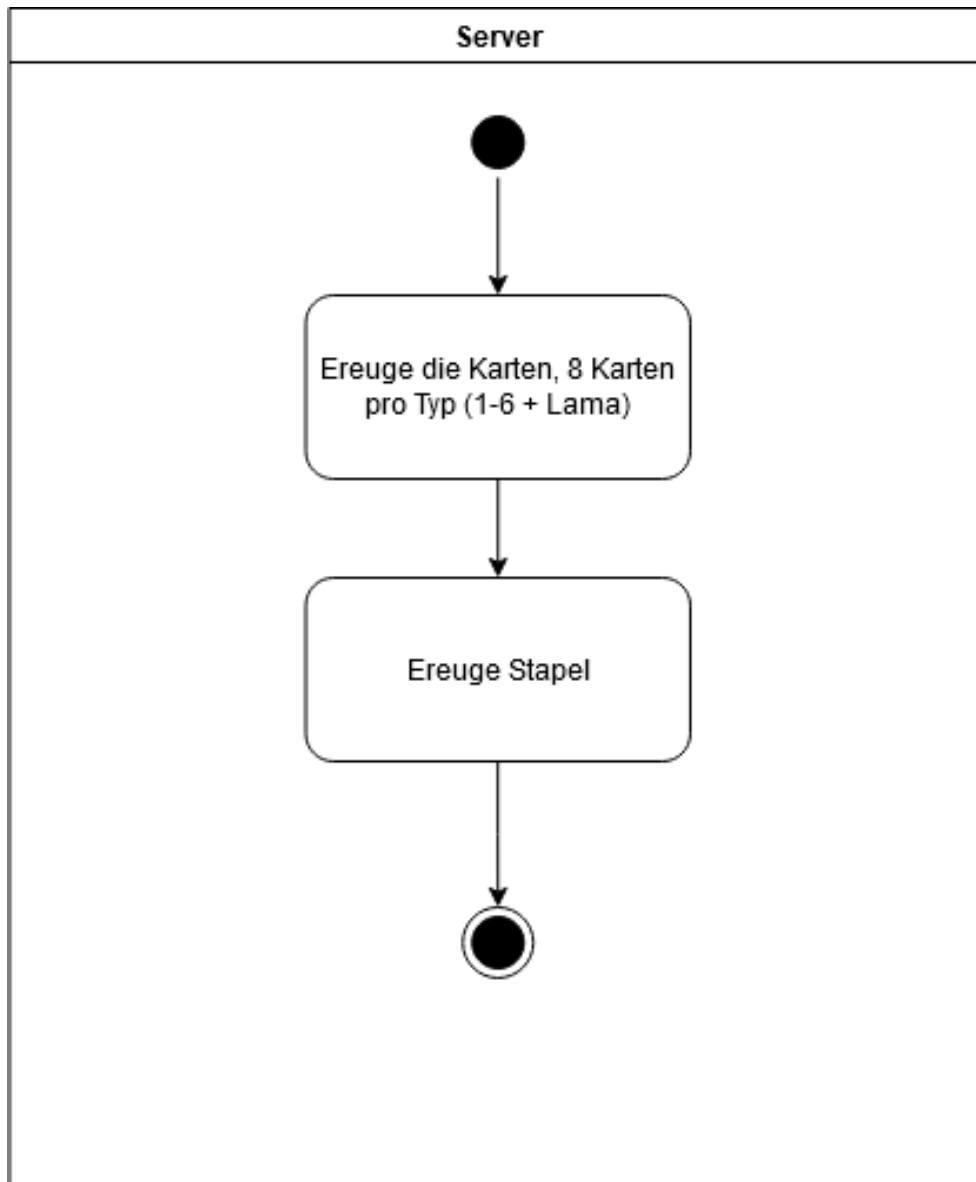 Server
Ereuge die Karten, 8 Karten
pro Typ (1-6 + Lama)
Ereuge Stapel